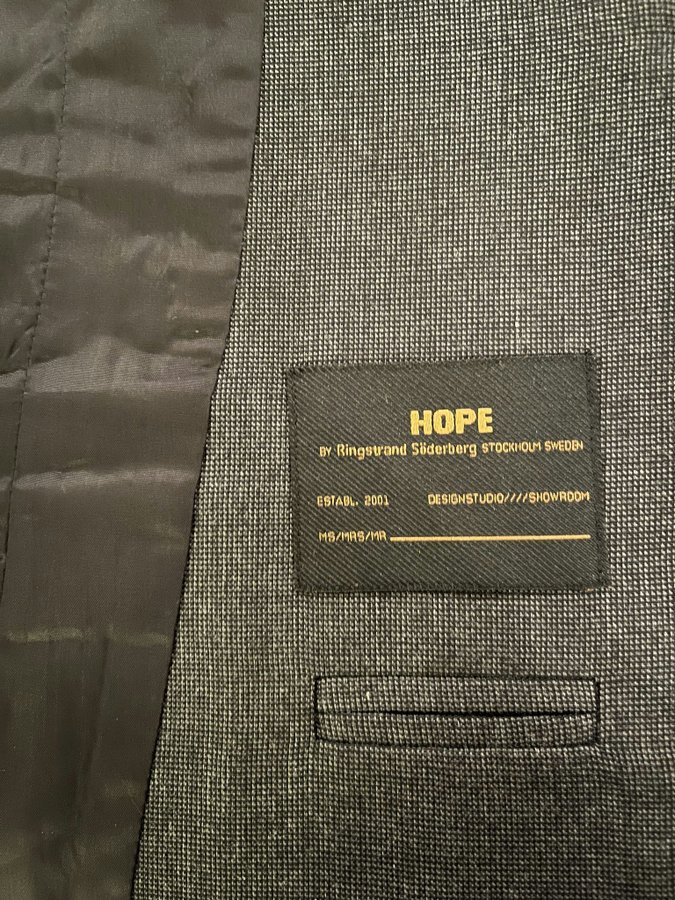 HOPE
BY Ringstrand Söderberg STOCKHOLM SWEDEN
ESTABL. 2001 DESIGNSTUDIO////SHOWROOM
MS/MRS/MR